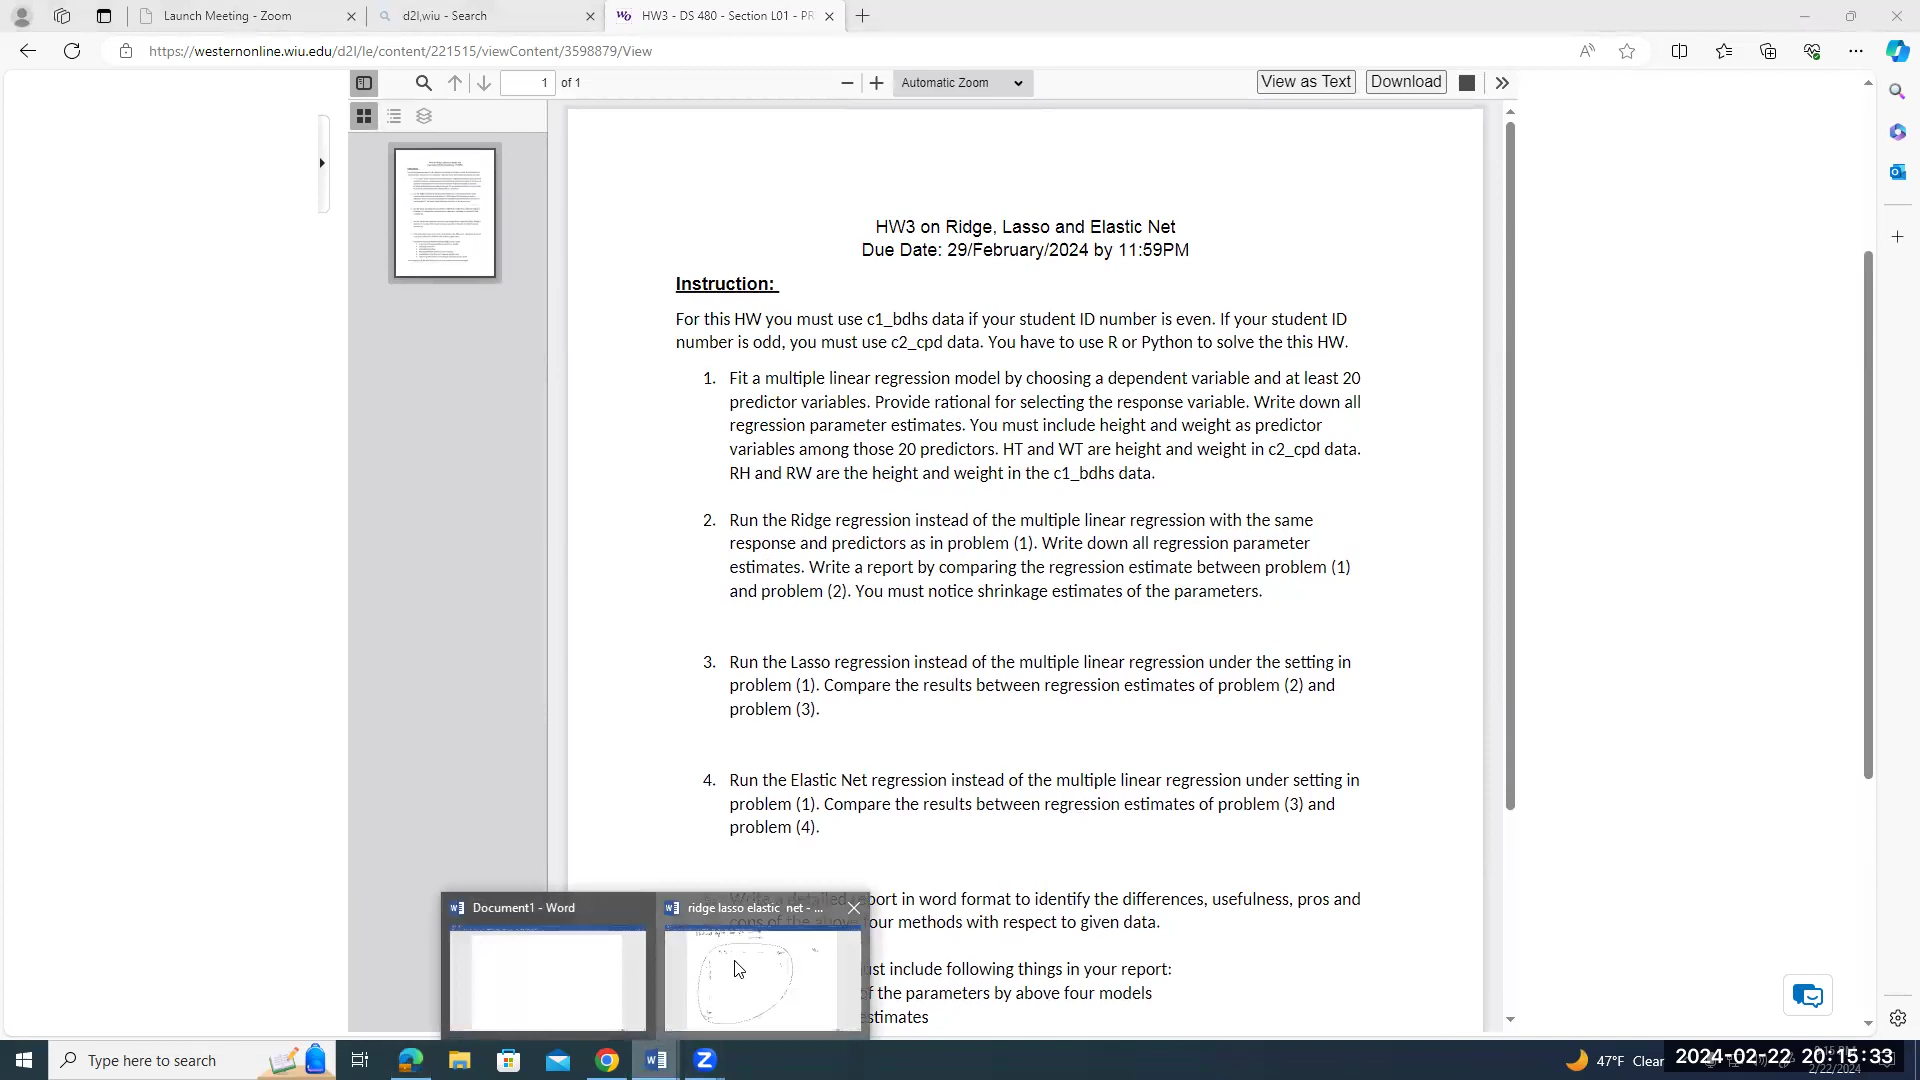 Launch Meeting - Zoom
d2l,wiu - Search
HW3 - DS 480 - Section L01 - PR
https://westernonline.wiu.edu/d2l/le/content/221515/viewContent/3598879/View
1 of 1
Automatic Zoom
View as Text
Download
HW3 on Ridge, Lasso and Elastic Net
Due Date: 29/February/2024 by 11:59PM
Instruction:
For this HW you must use c1_bdhs data if your student ID number is even. If your student ID
number is odd, you must use c2_cpd data. You have to use R or Python to solve the this HW.
1. Fit a multiple linear regression model by choosing a dependent variable and at least 20
predictor variables. Provide rational for selecting the response variable. Write down all
regression parameter estimates. You must include height and weight as predictor
variables among those 20 predictors. HT and WT are height and weight in c2_cpd data.
RH and RW are the height and weight in the c1_bdhs data.
2. Run the Ridge regression instead of the multiple linear regression with the same
response and predictors as in problem (1). Write down all regression parameter
estimates. Write a report by comparing the regression estimate between problem (1)
and problem (2). You must notice shrinkage estimates of the parameters.
3. Run the Lasso regression instead of the multiple linear regression under the setting in
problem (1). Compare the results between regression estimates of problem (2) and
problem (3).
4. Run the Elastic Net regression instead of the multiple linear regression under setting in
problem (1). Compare the results between regression estimates of problem (3) and
problem (4).
Write a detailed report in word format to identify the differences, usefulness, pros and
cons of the above four methods with respect to given data.
ust include following things in your report:
f the parameters by above four models
estimates
Document1 - Word
ridge lasso elastic net - ...
Type here to search
47°F Clear
2024-02-22 20:15:33
2/22/2024